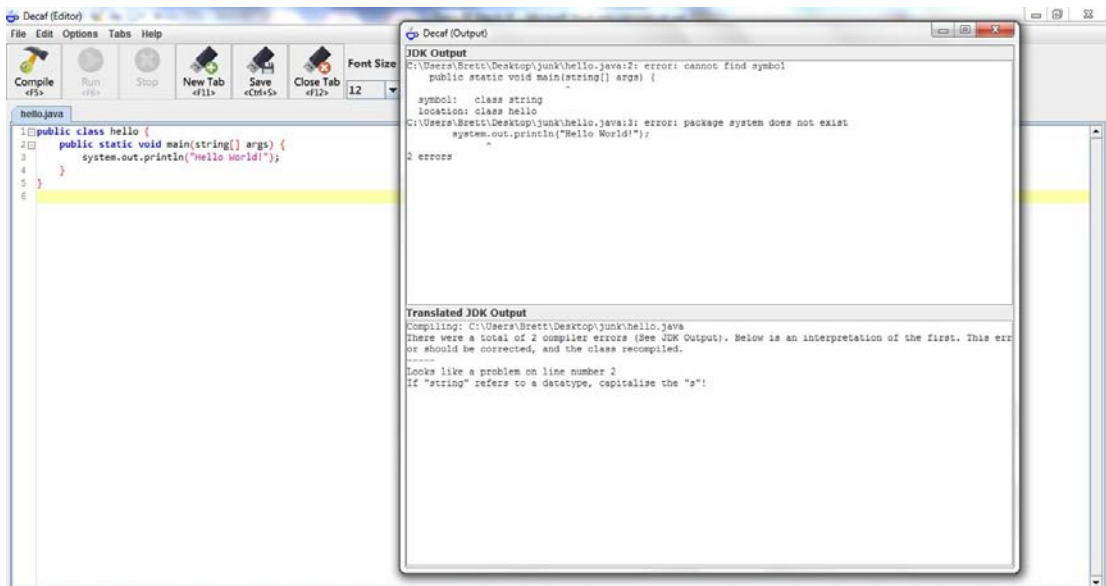 Decaf (Editor)
File Edit Options Tabs Help
Compile
<F5>
Run
<F6>
Stop
New Tab
<F11>
Save
<Ctrl+S>
Close Tab
<F12>
Font Size
12
hello.java
1 public class hello {
2 public static void main(string[] args) {
3 system.out.println("Hello World!");
4 }
5 }
6
Decaf (Output)
JDK Output
C:\Users\Brett\Desktop\junk\hello.java:2: error: cannot find symbol
public static void main(string[] args) {
^
symbol: class string
location: class hello
C:\Users\Brett\Desktop\junk\hello.java:3: error: package system does not exist
system.out.println("Hello World!");
^
2 errors
Translated JDK Output
Compiling: C:\Users\Brett\Desktop\junk\hello.java
There were a total of 2 compiler errors (See JDK Output). Below is an interpretation of the first. This err
or should be corrected, and the class recompiled.
-----
Looks like a problem on line number 2
If "string" refers to a datatype, capitalise the "s"!